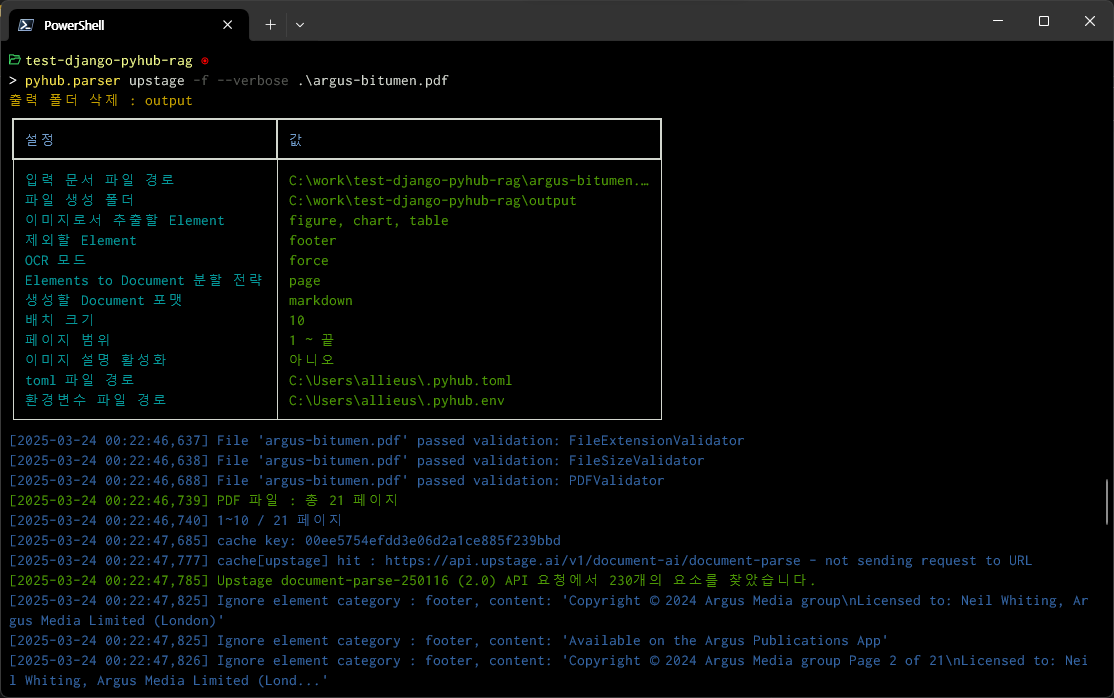 PowerShell
test-django-pyhub-rag
> pyhub.parser upstage -f --verbose .\argus-bitumen.pdf
출력 폴더 삭제 : output
설정 값
입력 문서 파일 경로 C:\work\test-django-pyhub-rag\argus-bitumen.…
파일 생성 폴더 C:\work\test-django-pyhub-rag\output
이미지로서 추출할 Element figure, chart, table
제외할 Element footer
OCR 모드 force
Elements to Document 분할 전략 page
생성할 Document 포맷 markdown
배치 크기 10
페이지 범위 1 ~ 끝
이미지 설명 활성화 아니오
toml 파일 경로 C:\Users\allieus\.pyhub.toml
환경변수 파일 경로 C:\Users\allieus\.pyhub.env
[2025-03-24 00:22:46,637] File 'argus-bitumen.pdf' passed validation: FileExtensionValidator
[2025-03-24 00:22:46,638] File 'argus-bitumen.pdf' passed validation: FileSizeValidator
[2025-03-24 00:22:46,688] File 'argus-bitumen.pdf' passed validation: PDFValidator
[2025-03-24 00:22:46,739] PDF 파일 : 총 21 페이지
[2025-03-24 00:22:46,740] 1~10 / 21 페이지
[2025-03-24 00:22:47,685] cache key: 00ee5754efdd3e06d2a1ce885f239bbd
[2025-03-24 00:22:47,777] cache[upstage] hit : https://api.upstage.ai/v1/document-ai/document-parse - not sending request to URL
[2025-03-24 00:22:47,785] Upstage document-parse-250116 (2.0) API 요청에서 230개의 요소를 찾았습니다.
[2025-03-24 00:22:47,825] Ignore element category : footer, content: 'Copyright © 2024 Argus Media group\nLicensed to: Neil Whiting, Ar
gus Media Limited (London)'
[2025-03-24 00:22:47,825] Ignore element category : footer, content: 'Available on the Argus Publications App'
[2025-03-24 00:22:47,826] Ignore element category : footer, content: 'Copyright © 2024 Argus Media group Page 2 of 21\nLicensed to: Nei
l Whiting, Argus Media Limited (Lond...'